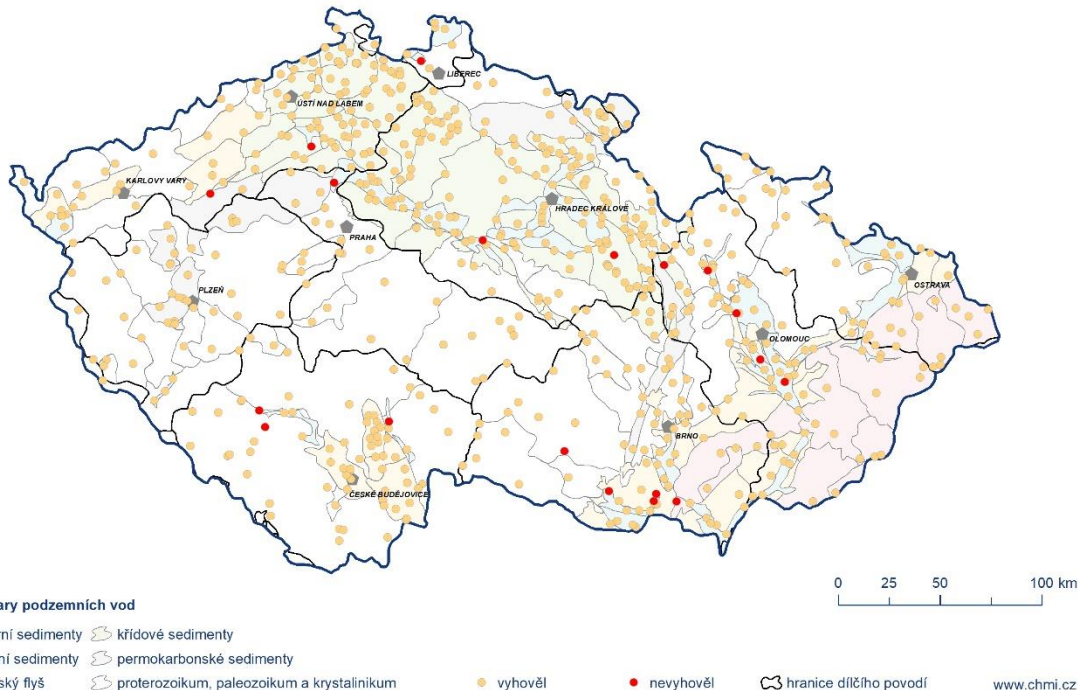 LIBEREC
ÚSTÍ NAD LABEM
KARLOVY VARY
HRADEC KRÁLOVÉ
PRAHA
PLZEŇ
OSTRAVA
OLOMOUC
BRNO
ČESKÉ BUDĚJOVICE
0 25 50 100 km
ary podzemních vod
rní sedimenty křídové sedimenty
ní sedimenty permokarbonské sedimenty
ský flyš proterozoikum, paleozoikum a krystalinikum vyhověl nevyhověl hranice dílčího povodí www.chmi.cz